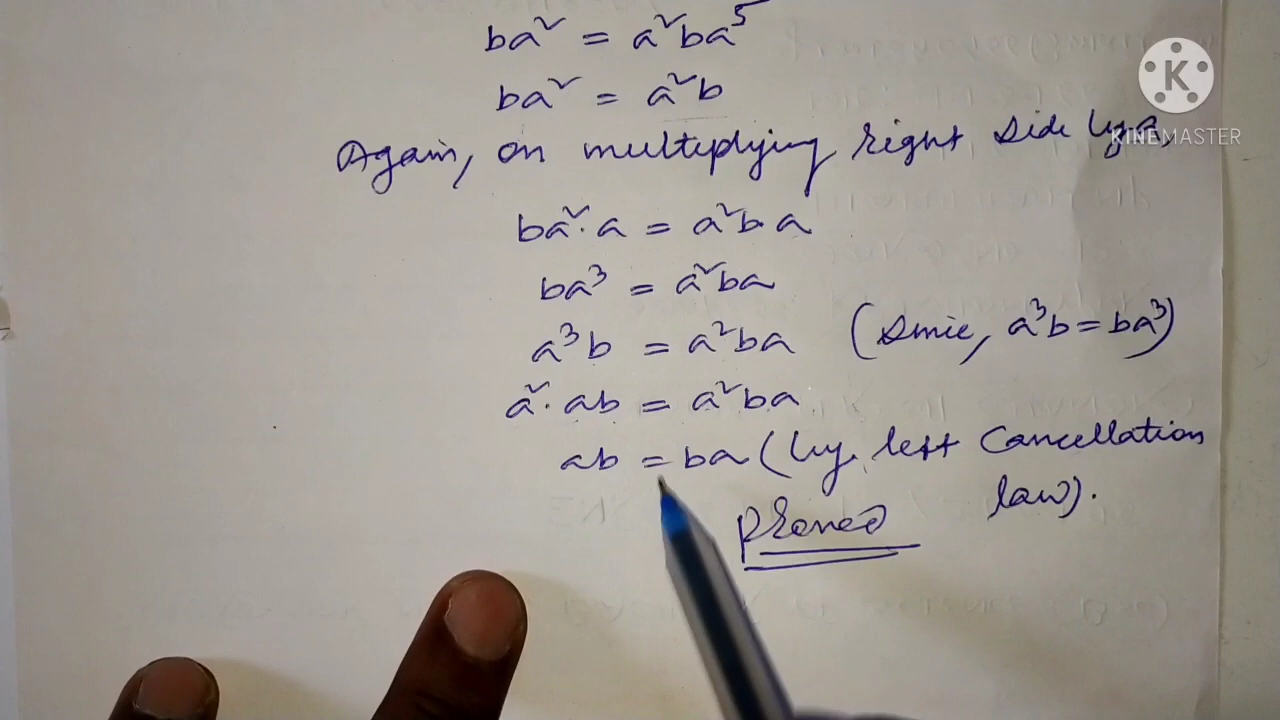 ba² = a²ba⁵
ba² = a²b
Again, on multiplying right side by a,
ba²·a = a²b·a
ba³ = a²ba
a³b = a²ba (Since, a³b = ba³)
a²·ab = a²ba
ab = ba (by left Cancellation
law).
Proved
K
KINEMASTER